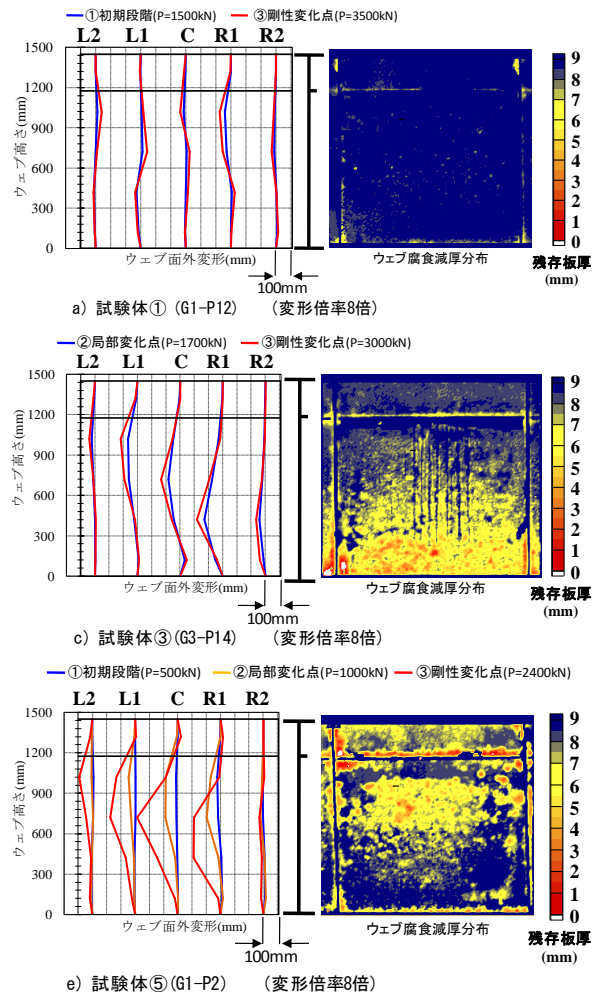 ①初期段階(P=1500kN) ③剛性変化点(P=3500kN)
L2 L1 C R1 R2
1500
1200
900
600
300
0
ウェブ高さ(mm)
ウェブ面外変形(mm)
100mm
9
8
7
6
5
4
3
2
1
0
残存板厚
(mm)
ウェブ腐食減厚分布
a) 試験体① (G1-P12) (変形倍率8倍)
②局部変化点(P=1700kN) ③剛性変化点(P=3000kN)
L2 L1 C R1 R2
1500
1200
900
600
300
0
ウェブ高さ(mm)
ウェブ面外変形(mm)
100mm
9
8
7
6
5
4
3
2
1
0
残存板厚
(mm)
ウェブ腐食減厚分布
c) 試験体③(G3-P14) (変形倍率8倍)
①初期段階(P=500kN) ②局部変化点(P=1000kN) ③剛性変化点(P=2400kN)
L2 L1 C R1 R2
1500
1200
900
600
300
0
ウェブ高さ(mm)
ウェブ面外変形(mm)
100mm
9
8
7
6
5
4
3
2
1
0
残存板厚
(mm)
ウェブ腐食減厚分布
e) 試験体⑤(G1-P2) (変形倍率8倍)